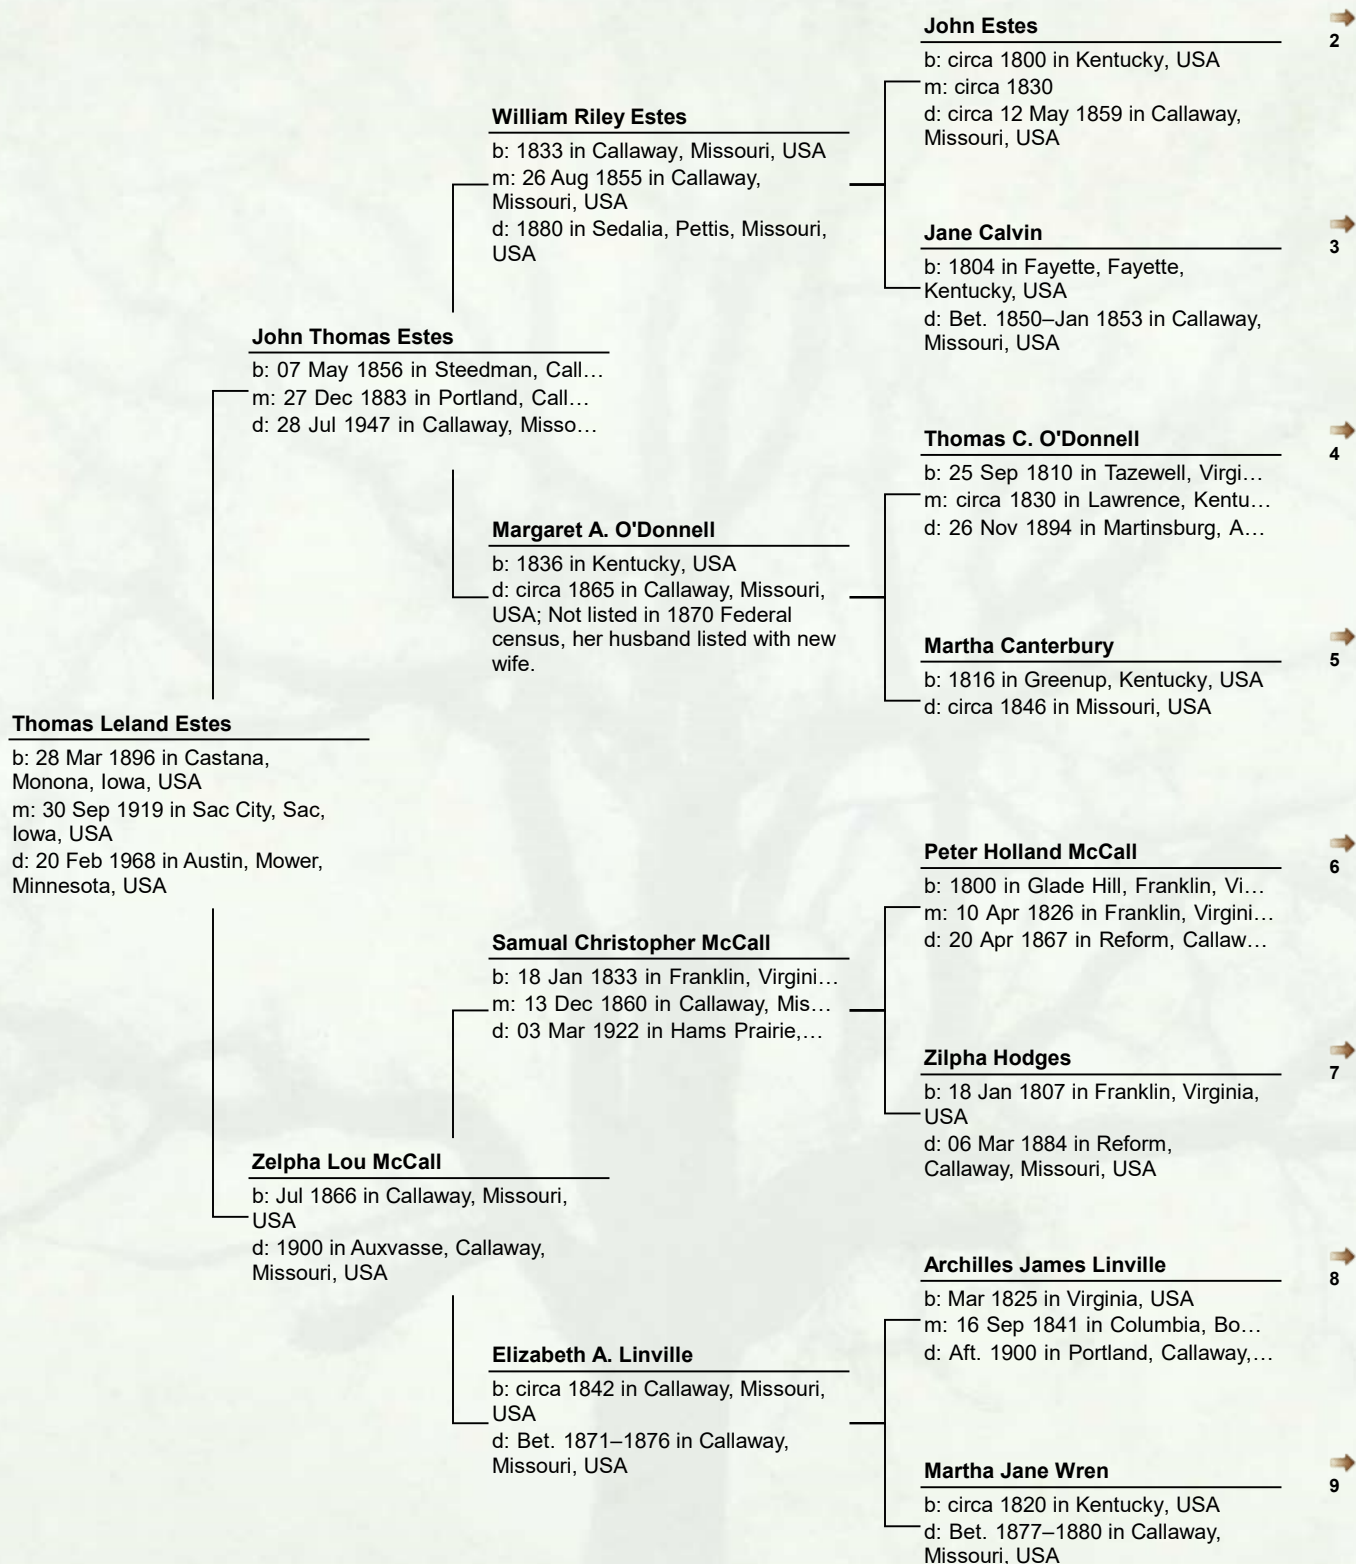 John Estes
b: circa 1800 in Kentucky, USA
m: circa 1830
d: circa 12 May 1859 in Callaway,
Missouri, USA
2
William Riley Estes
b: 1833 in Callaway, Missouri, USA
m: 26 Aug 1855 in Callaway,
Missouri, USA
d: 1880 in Sedalia, Pettis, Missouri,
USA
Jane Calvin
b: 1804 in Fayette, Fayette,
Kentucky, USA
d: Bet. 1850–Jan 1853 in Callaway,
Missouri, USA
3
John Thomas Estes
b: 07 May 1856 in Steedman, Call…
m: 27 Dec 1883 in Portland, Call…
d: 28 Jul 1947 in Callaway, Misso…
Thomas C. O'Donnell
b: 25 Sep 1810 in Tazewell, Virgi…
m: circa 1830 in Lawrence, Kentu…
d: 26 Nov 1894 in Martinsburg, A…
4
Margaret A. O'Donnell
b: 1836 in Kentucky, USA
d: circa 1865 in Callaway, Missouri,
USA; Not listed in 1870 Federal
census, her husband listed with new
wife.
Martha Canterbury
b: 1816 in Greenup, Kentucky, USA
d: circa 1846 in Missouri, USA
5
Thomas Leland Estes
b: 28 Mar 1896 in Castana,
Monona, Iowa, USA
m: 30 Sep 1919 in Sac City, Sac,
Iowa, USA
d: 20 Feb 1968 in Austin, Mower,
Minnesota, USA
Peter Holland McCall
b: 1800 in Glade Hill, Franklin, Vi…
m: 10 Apr 1826 in Franklin, Virgini…
d: 20 Apr 1867 in Reform, Callaw…
6
Samual Christopher McCall
b: 18 Jan 1833 in Franklin, Virgini…
m: 13 Dec 1860 in Callaway, Mis…
d: 03 Mar 1922 in Hams Prairie,…
Zilpha Hodges
b: 18 Jan 1807 in Franklin, Virginia,
USA
d: 06 Mar 1884 in Reform,
Callaway, Missouri, USA
7
Zelpha Lou McCall
b: Jul 1866 in Callaway, Missouri,
USA
d: 1900 in Auxvasse, Callaway,
Missouri, USA
Archilles James Linville
b: Mar 1825 in Virginia, USA
m: 16 Sep 1841 in Columbia, Bo…
d: Aft. 1900 in Portland, Callaway,…
8
Elizabeth A. Linville
b: circa 1842 in Callaway, Missouri,
USA
d: Bet. 1871–1876 in Callaway,
Missouri, USA
Martha Jane Wren
b: circa 1820 in Kentucky, USA
d: Bet. 1877–1880 in Callaway,
Missouri, USA
9